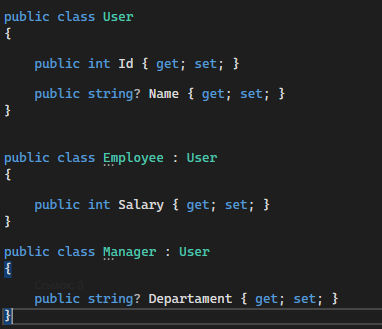 public class User
{
public int Id { get; set; }
public string? Name { get; set; }
}
public class Employee : User
{
public int Salary { get; set; }
}
public class Manager : User
{
public string? Departament { get; set; }
}